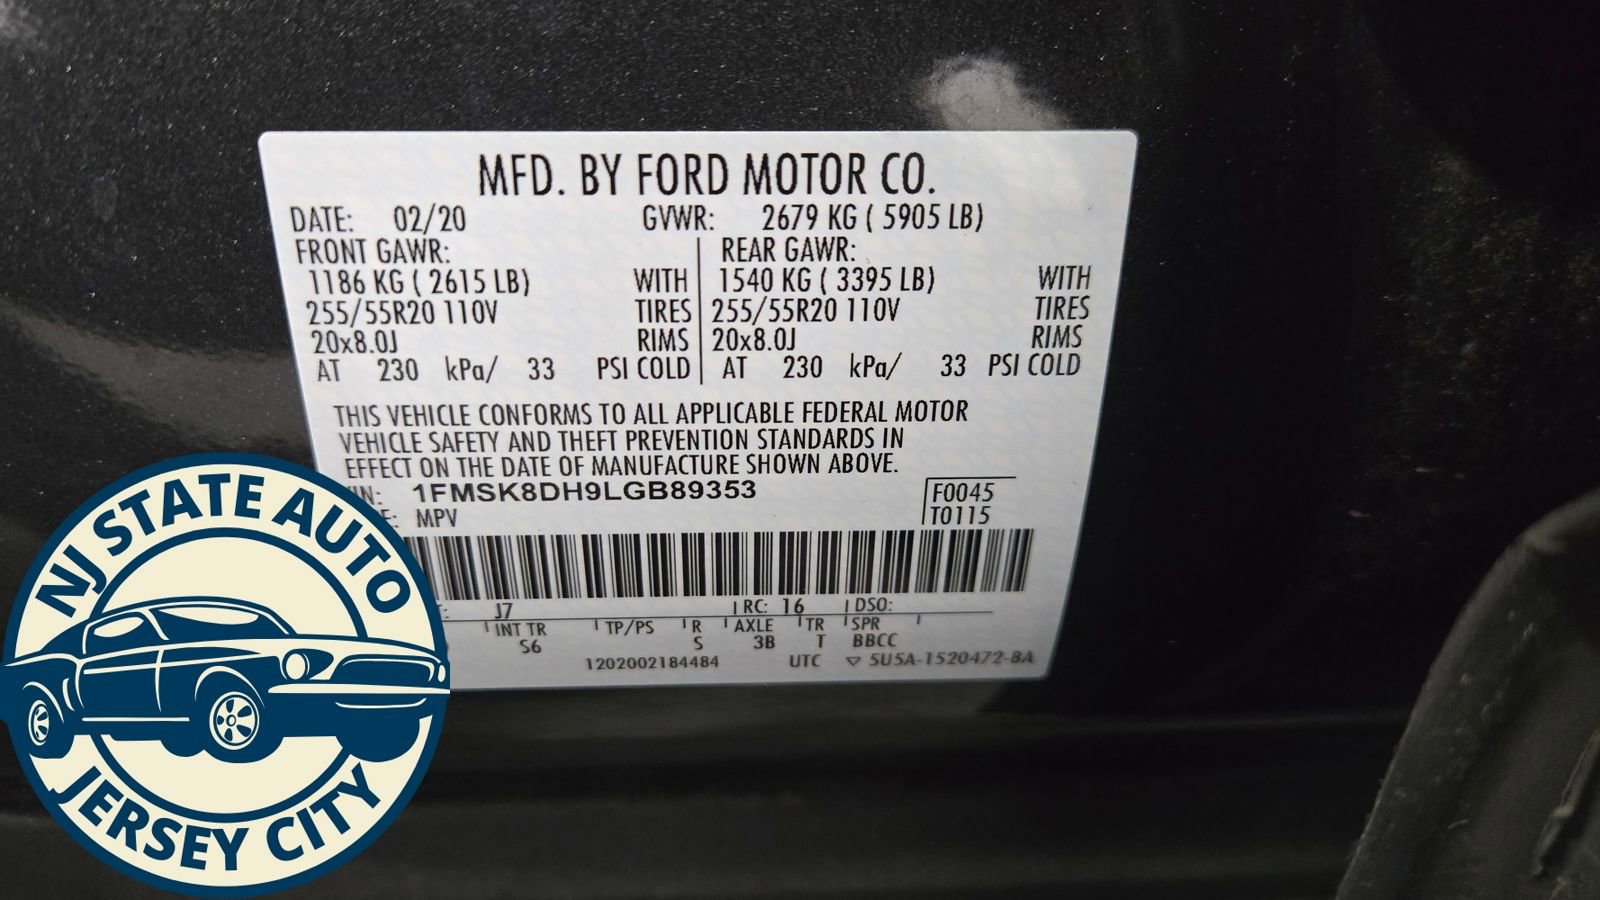 MFD. BY FORD MOTOR CO.
DATE: 02/20 GVWR: 2679 KG ( 5905 LB)
FRONT GAWR: REAR GAWR:
1186 KG ( 2615 LB) WITH 1540 KG ( 3395 LB) WITH
255/55R20 110V TIRES 255/55R20 110V TIRES
20x8.0J RIMS 20x8.0J RIMS
AT 230 kPa/ 33 PSI COLD AT 230 kPa/ 33 PSI COLD
THIS VEHICLE CONFORMS TO ALL APPLICABLE FEDERAL MOTOR
VEHICLE SAFETY AND THEFT PREVENTION STANDARDS IN
EFFECT ON THE DATE OF MANUFACTURE SHOWN ABOVE.
1FMSK8DH9LGB89353 F0045
MPV T0115
J7 RC: 16 DSO:
INT TR TP/PS R AXLE TR SPR
S6 S 3B T BBCC
1202002184484 UTC ▽ 5U5A-1520472-BA
NJ STATE AUTO
JERSEY CITY